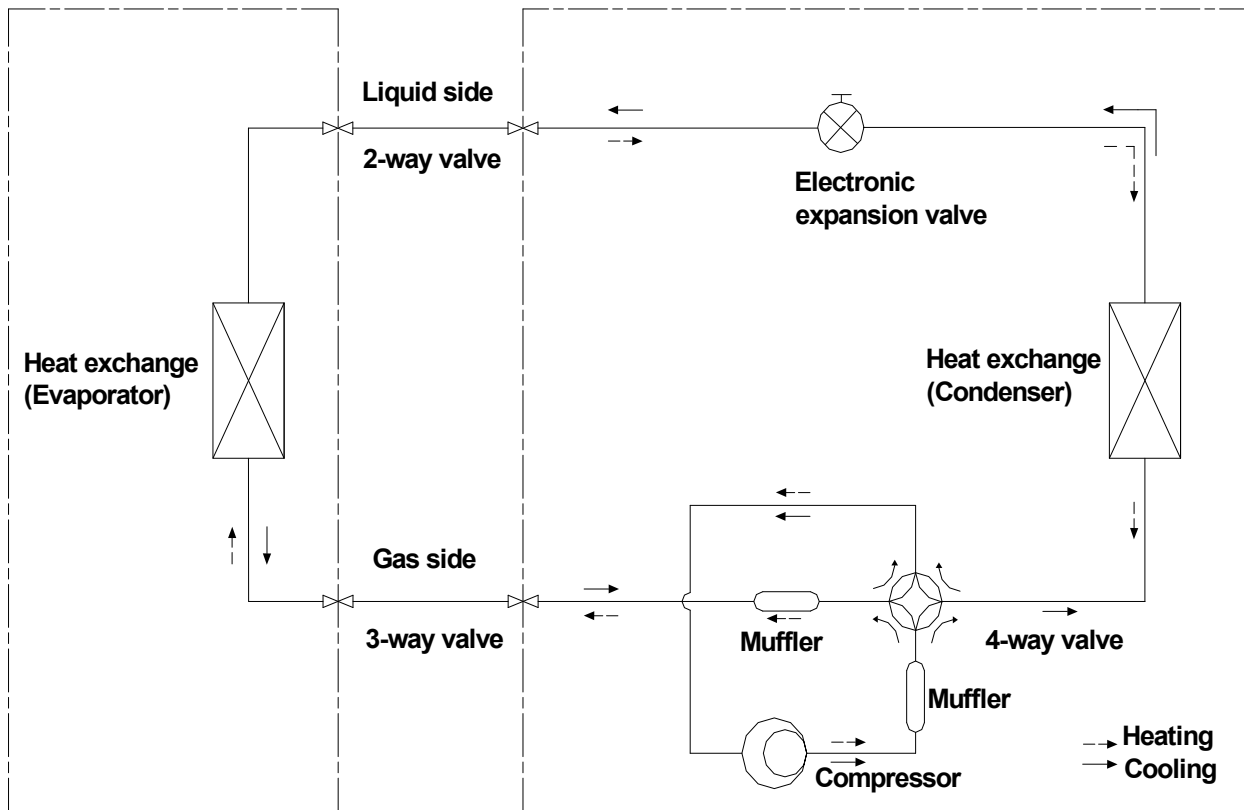 Liquid side
2-way valve
Electronic
expansion valve
Heat exchange
(Evaporator)
Heat exchange
(Condenser)
Gas side
3-way valve
Muffler
4-way valve
Muffler
Compressor
Heating
Cooling